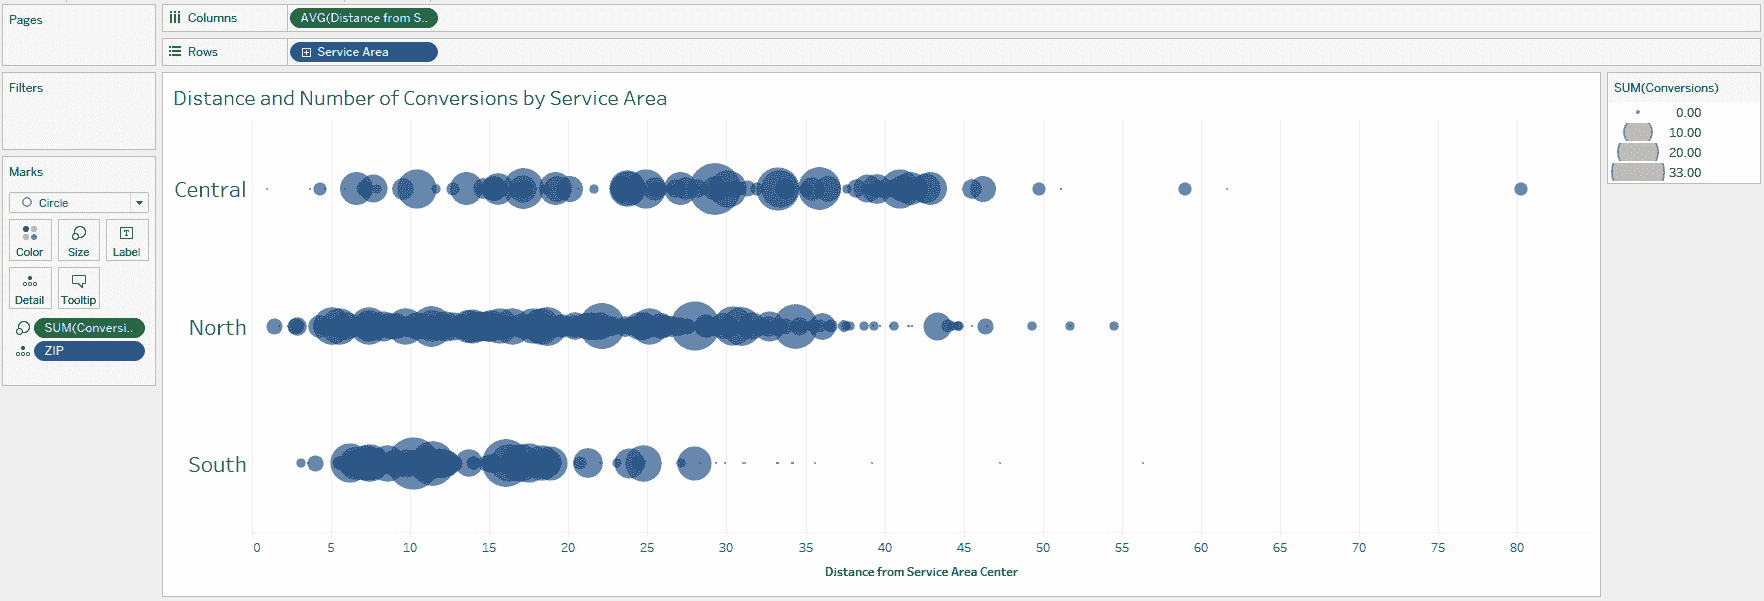 Pages
Columns
AVG(Distance from S..
Rows
Service Area
Filters
Marks
Circle
Color
Size
Label
Detail
Tooltip
SUM(Conversi..
ZIP
Distance and Number of Conversions by Service Area
Central
North
South
0 5 10 15 20 25 30 35 40 45 50 55 60 65 70 75 80
Distance from Service Area Center
SUM(Conversions)
0.00
10.00
20.00
33.00